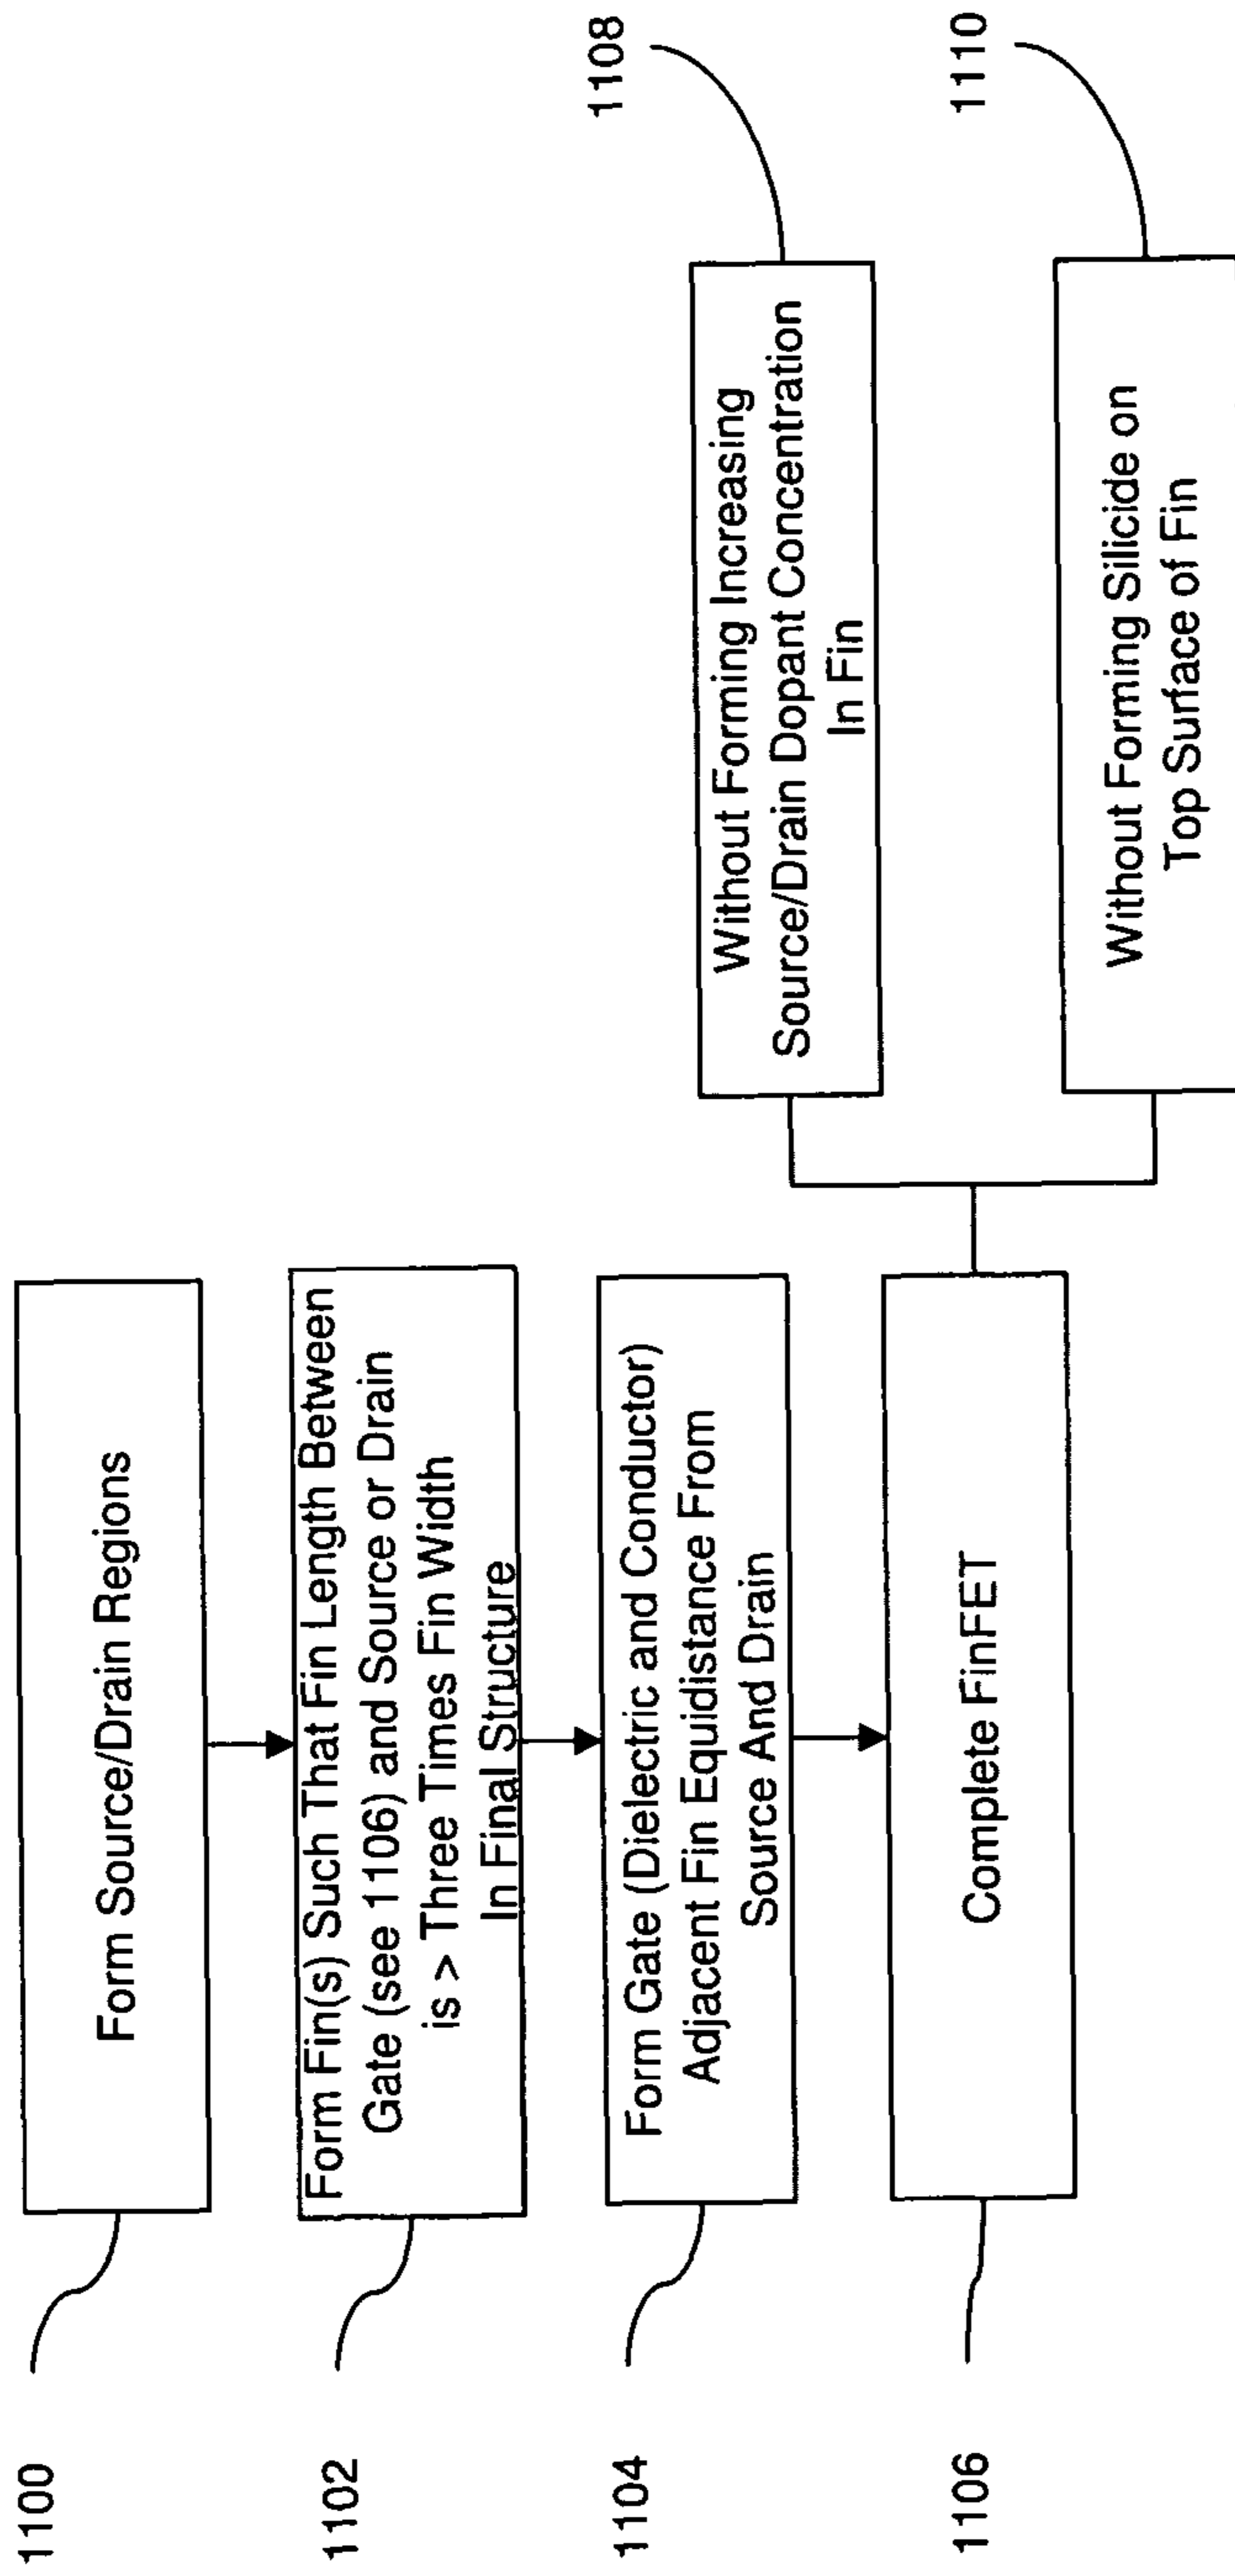 1100
Form Source/Drain Regions
1102
Form Fin(s) Such That Fin Length Between
Gate (see 1106) and Source or Drain
is > Three Times Fin Width
In Final Structure
1104
Form Gate (Dielectric and Conductor)
Adjacent Fin Equidistance From
Source And Drain
1106
Complete FinFET
1108
Without Forming Increasing
Source/Drain Dopant Concentration
In Fin
1110
Without Forming Silicide on
Top Surface of Fin